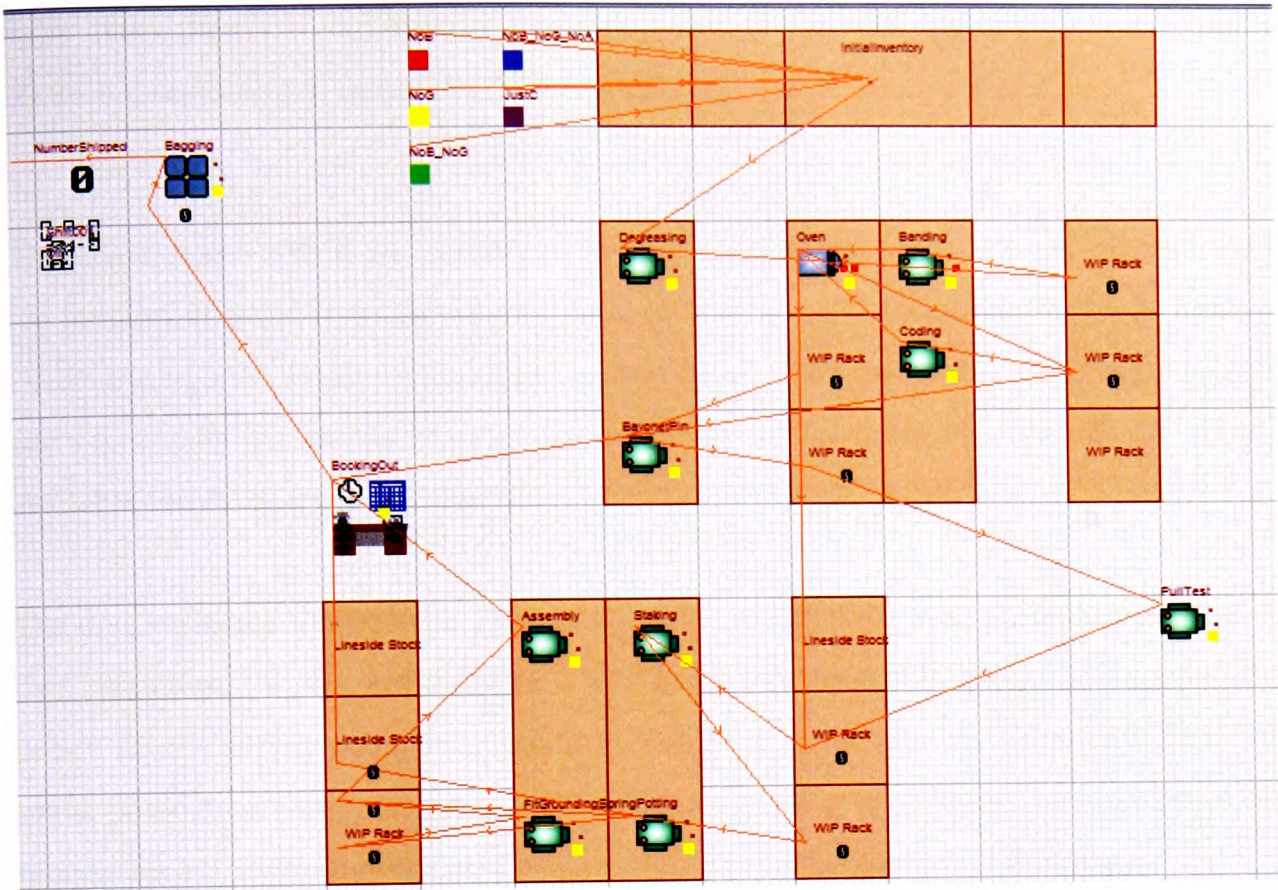 NoB
NoB_NoG_NoA
InitialInventory
NoG
JustC
NumberShipped
Bagging
NoB_NoG
0
Degreasing
Oven
Banding
WIP Rack
Coding
WIP Rack
WIP Rack
BayonetPin
WIP Rack
WIP Rack
BookingOut
PullTest
Assembly
Staking
Lineside Stock
Lineside Stock
Lineside Stock
WIP Rack
FitGroundingSpringPotting
WIP Rack
WIP Rack